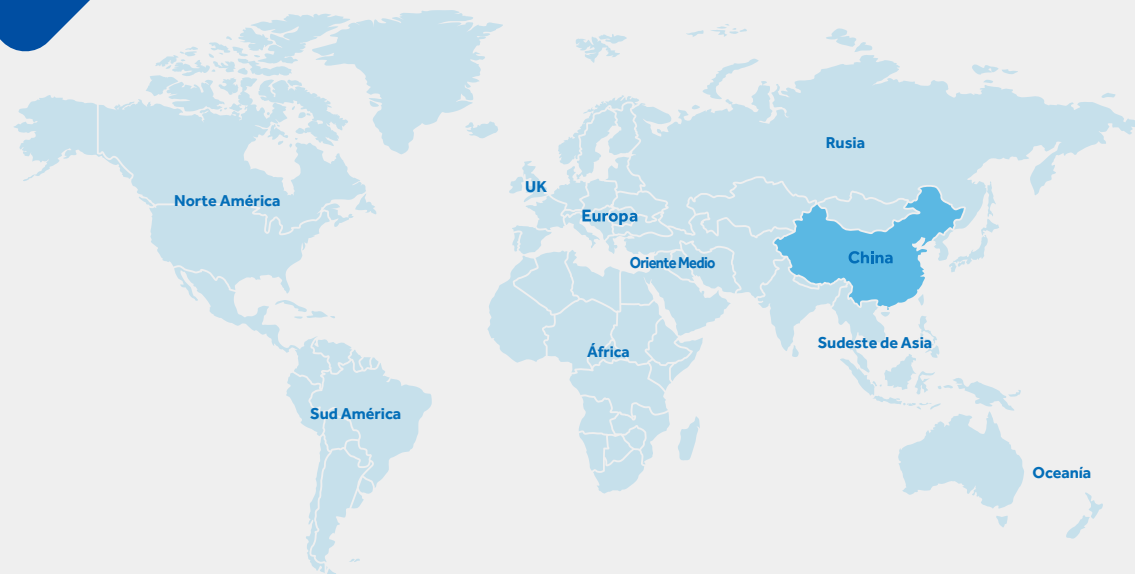 Rusia
UK
Norte América
Europa
China
Oriente Medio
Sudeste de Asia
África
Sud América
Oceanía